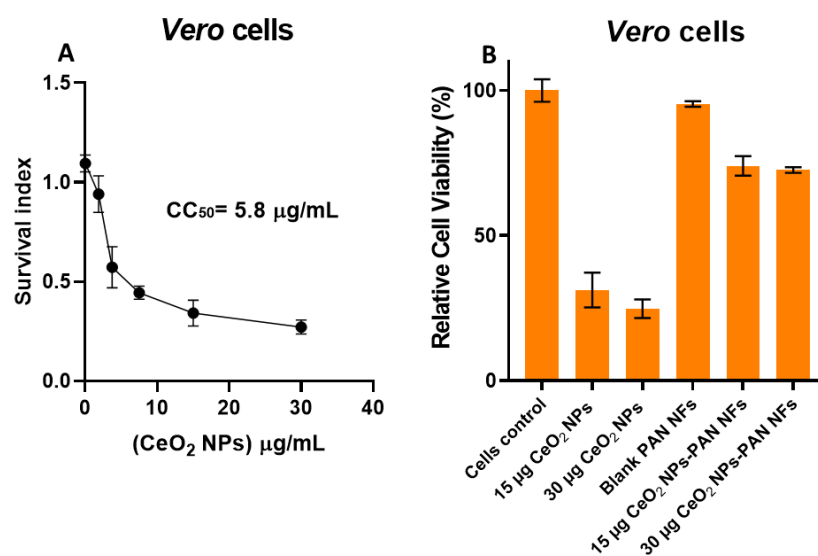 Vero cells
A
1.5
1.0
0.5
0.0
Survival index
CC₅₀= 5.8 µg/mL
0 10 20 30 40
(CeO₂ NPs) µg/mL
Vero cells
B
100
50
0
Relative Cell Viability (%)
Cells control
15 µg CeO₂ NPs
30 µg CeO₂ NPs
Blank PAN NFs
15 µg CeO₂ NPs-PAN NFs
30 µg CeO₂ NPs-PAN NFs